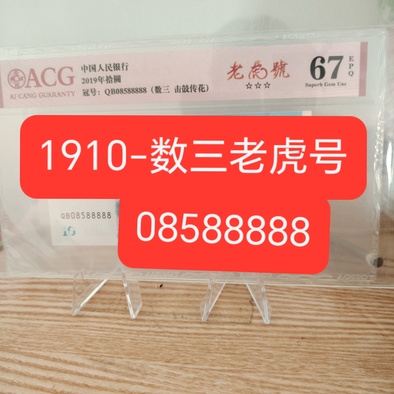 ACG
AI CANG GUARANTY
中国人民银行
2019年拾圆
冠号：QB08588888（数三 击鼓传花）
老虎號
☆☆☆
67
EPQ
Superb Gem Unc
1910-数三老虎号
QB08588888
08588888